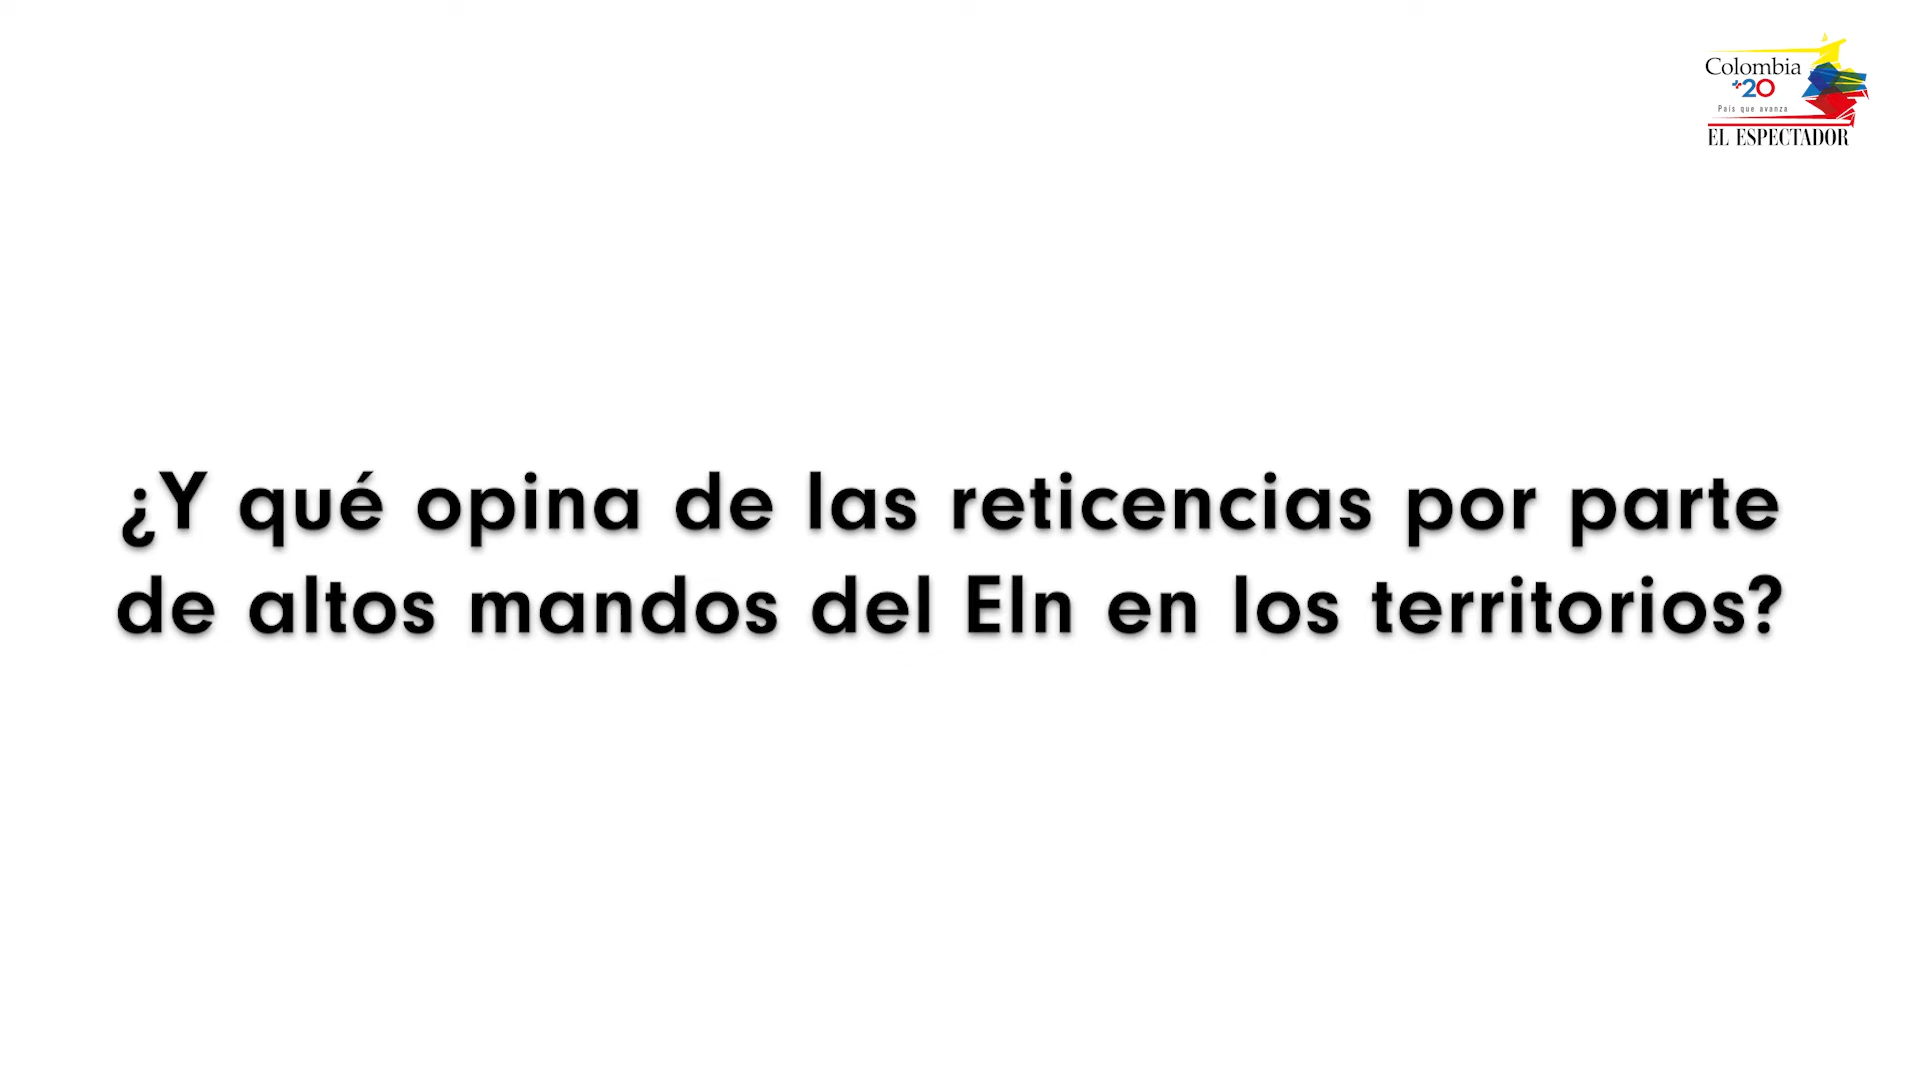 Colombia
+20
País que avanza
EL ESPECTADOR
¿Y qué opina de las reticencias por parte
de altos mandos del Eln en los territorios?